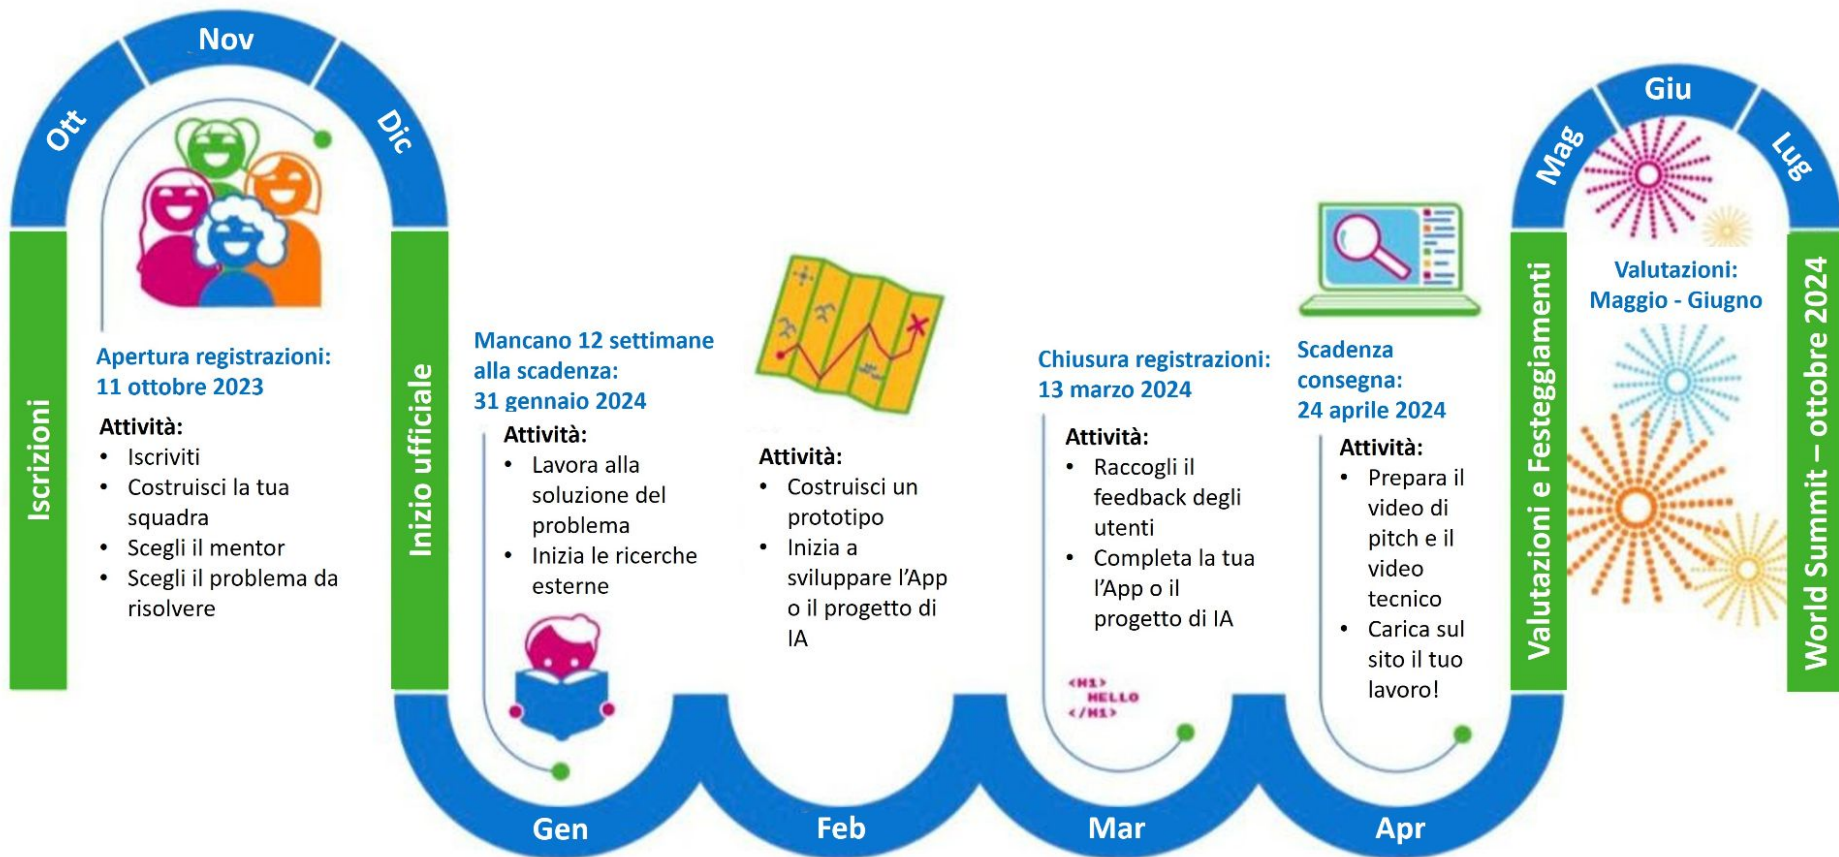 Ott
Nov
Dic
Iscrizioni
Apertura registrazioni:
11 ottobre 2023
Attività:
• Iscriviti
• Costruisci la tua
squadra
• Scegli il mentor
• Scegli il problema da
risolvere
Inizio ufficiale
Mancano 12 settimane
alla scadenza:
31 gennaio 2024
Attività:
• Lavora alla
soluzione del
problema
• Inizia le ricerche
esterne
Gen
Attività:
• Costruisci un
prototipo
• Inizia a
sviluppare l'App
o il progetto di
IA
Feb
Chiusura registrazioni:
13 marzo 2024
Attività:
• Raccogli il
feedback degli
utenti
• Completa la tua
l'App o il
progetto di IA
<H1>
HELLO
</H1>
Mar
Scadenza
consegna:
24 aprile 2024
Attività:
• Prepara il
video di
pitch e il
video
tecnico
• Carica sul
sito il tuo
lavoro!
Apr
Valutazioni e Festeggiamenti
Mag
Giu
Lug
Valutazioni:
Maggio - Giugno
World Summit – ottobre 2024